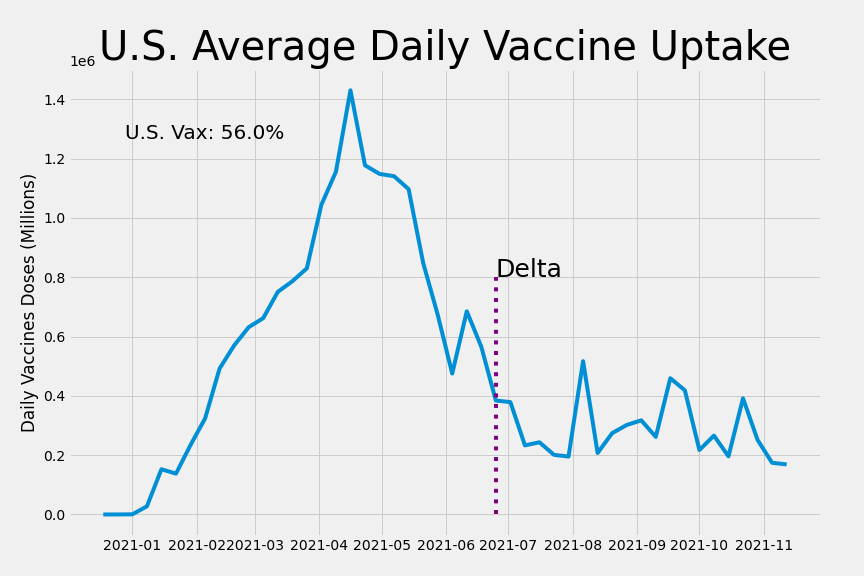 U.S. Average Daily Vaccine Uptake
1e6
1.4
U.S. Vax: 56.0%
1.2
1.0
0.8
Delta
0.6
0.4
0.2
0.0
Daily Vaccines Doses (Millions)
2021-01 2021-02 2021-03 2021-04 2021-05 2021-06 2021-07 2021-08 2021-09 2021-10 2021-11